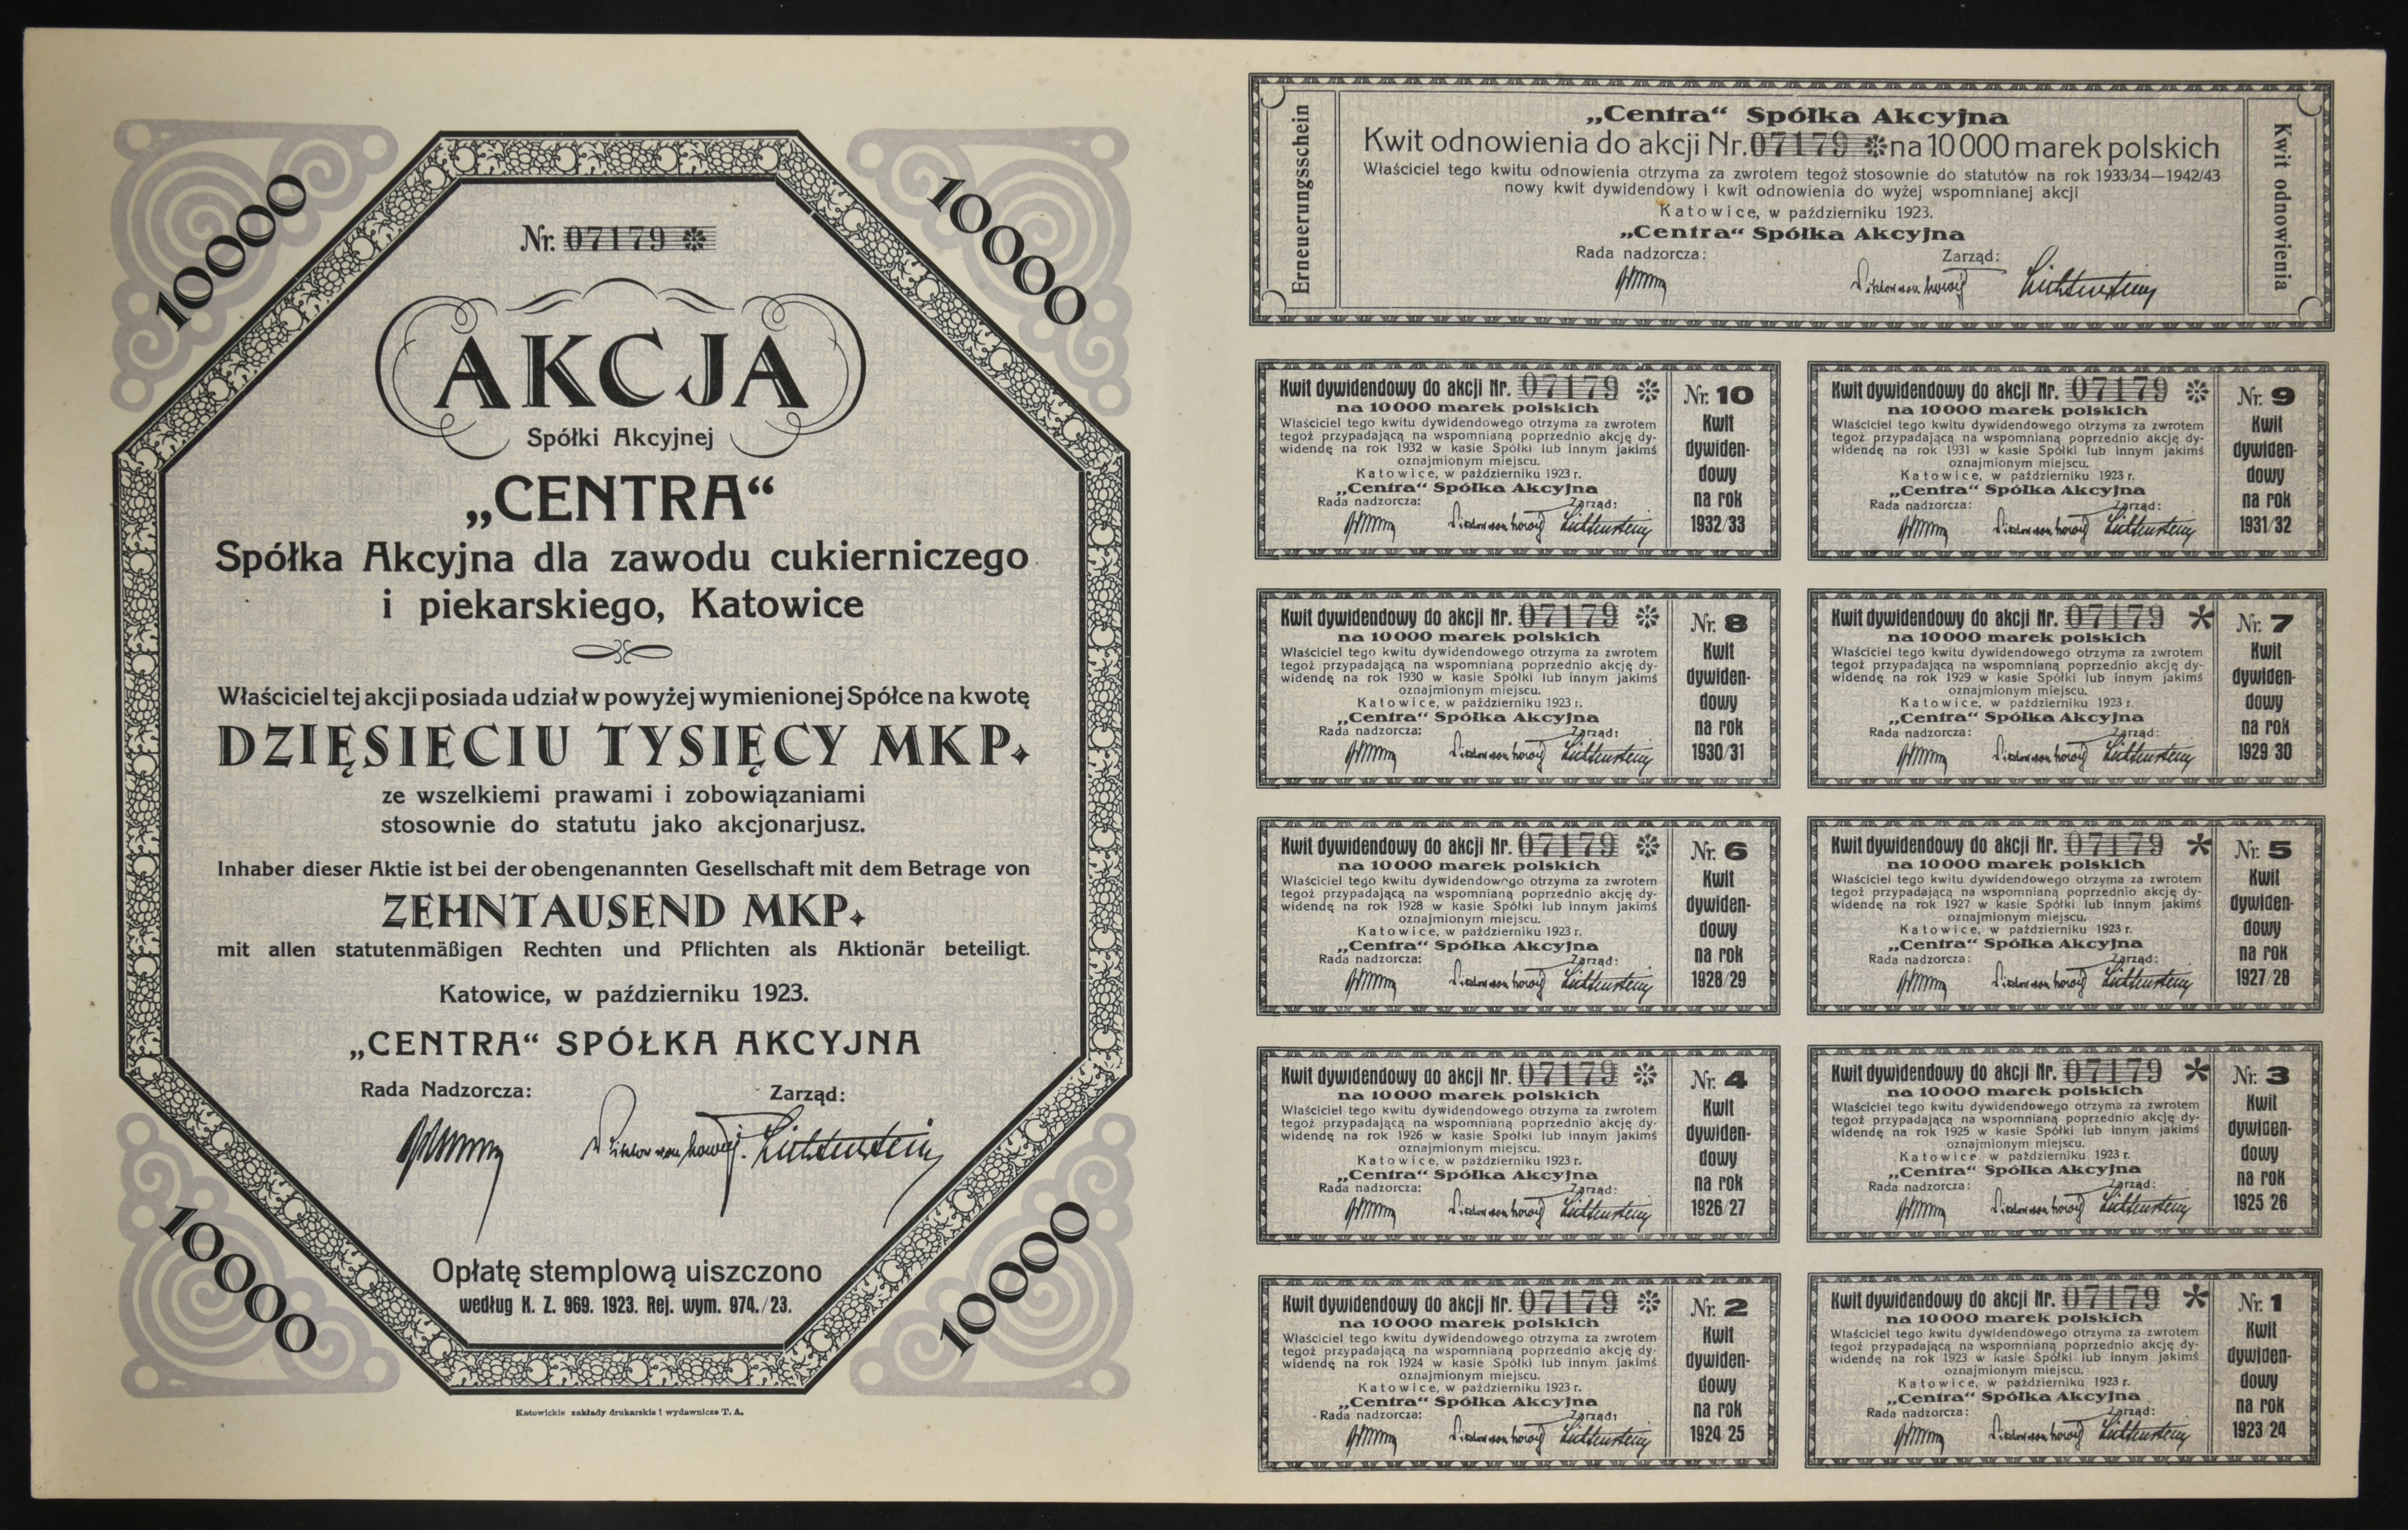 10000
10000
Nr. 07179
AKCJA
Spółki Akcyjnej
„CENTRA“
Spółka Akcyjna dla zawodu cukierniczego
i piekarskiego, Katowice
Właściciel tej akcji posiada udział w powyżej wymienionej Spółce na kwotę
DZIĘSIECIU TYSIĘCY MKP.
ze wszelkiemi prawami i zobowiązaniami
stosownie do statutu jako akcjonarjusz.
Inhaber dieser Aktie ist bei der obengenannten Gesellschaft mit dem Betrage von
ZEHNTAUSEND MKP.
mit allen statutenmäßigen Rechten und Pflichten als Aktionär beteiligt.
Katowice, w październiku 1923.
„CENTRA“ SPÓŁKA AKCYJNA
Rada Nadzorcza: Zarząd:
Lichtenstein
Opłatę stemplową uiszczono
według K. Z. 969. 1923. Rej. wym. 974./23.
10000
10000
Katowickie zakłady drukarskie i wydawnicze T. A.
Erneuerungsschein
„Centra“ Spółka Akcyjna
Kwit odnowienia do akcji Nr. 07179 na 10000 marek polskich
Właściciel tego kwitu odnowienia otrzyma za zwrotem tegoż stosownie do statutów na rok 1933/34—1942/43
nowy kwit dywidendowy i kwit odnowienia do wyżej wspomnianej akcji
Katowice, w październiku 1923.
„Centra“ Spółka Akcyjna
Rada nadzorcza: Zarząd:
Lichtenstein
Kwit odnowienia
Kwit dywidendowy do akcji Nr. 07179
na 10000 marek polskich
Właściciel tego kwitu dywidendowego otrzyma za zwrotem
tegoż przypadającą na wspomnianą poprzednio akcję dy-
widendę na rok 1932 w kasie Spółki lub innym jakimś
oznajmionym miejscu.
Katowice, w październiku 1923 r.
„Centra“ Spółka Akcyjna
Rada nadzorcza: Zarząd:
Lichtenstein
Nr. 10
Kwit
dywiden-
dowy
na rok
1932/33
Kwit dywidendowy do akcji Nr. 07179
na 10000 marek polskich
Właściciel tego kwitu dywidendowego otrzyma za zwrotem
tegoż przypadającą na wspomnianą poprzednio akcję dy-
widendę na rok 1931 w kasie Spółki lub innym jakimś
oznajmionym miejscu.
Katowice, w październiku 1923 r.
„Centra“ Spółka Akcyjna
Rada nadzorcza: Zarząd:
Lichtenstein
Nr. 9
Kwit
dywiden-
dowy
na rok
1931/32
Kwit dywidendowy do akcji Nr. 07179
na 10000 marek polskich
Właściciel tego kwitu dywidendowego otrzyma za zwrotem
tegoż przypadającą na wspomnianą poprzednio akcję dy-
widendę na rok 1930 w kasie Spółki lub innym jakimś
oznajmionym miejscu.
Katowice, w październiku 1923 r.
„Centra“ Spółka Akcyjna
Rada nadzorcza: Zarząd:
Lichtenstein
Nr. 8
Kwit
dywiden-
dowy
na rok
1930/31
Kwit dywidendowy do akcji Nr. 07179
na 10000 marek polskich
Właściciel tego kwitu dywidendowego otrzyma za zwrotem
tegoż przypadającą na wspomnianą poprzednio akcję dy-
widendę na rok 1929 w kasie Spółki lub innym jakimś
oznajmionym miejscu.
Katowice, w październiku 1923 r.
„Centra“ Spółka Akcyjna
Rada nadzorcza: Zarząd:
Lichtenstein
Nr. 7
Kwit
dywiden-
dowy
na rok
1929/30
Kwit dywidendowy do akcji Nr. 07179
na 10000 marek polskich
Właściciel tego kwitu dywidendowego otrzyma za zwrotem
tegoż przypadającą na wspomnianą poprzednio akcję dy-
widendę na rok 1928 w kasie Spółki lub innym jakimś
oznajmionym miejscu.
Katowice, w październiku 1923 r.
„Centra“ Spółka Akcyjna
Rada nadzorcza: Zarząd:
Lichtenstein
Nr. 6
Kwit
dywiden-
dowy
na rok
1928/29
Kwit dywidendowy do akcji Nr. 07179
na 10000 marek polskich
Właściciel tego kwitu dywidendowego otrzyma za zwrotem
tegoż przypadającą na wspomnianą poprzednio akcję dy-
widendę na rok 1927 w kasie Spółki lub innym jakimś
oznajmionym miejscu.
Katowice, w październiku 1923 r.
„Centra“ Spółka Akcyjna
Rada nadzorcza: Zarząd:
Lichtenstein
Nr. 5
Kwit
dywiden-
dowy
na rok
1927/28
Kwit dywidendowy do akcji Nr. 07179
na 10000 marek polskich
Właściciel tego kwitu dywidendowego otrzyma za zwrotem
tegoż przypadającą na wspomnianą poprzednio akcję dy-
widendę na rok 1926 w kasie Spółki lub innym jakimś
oznajmionym miejscu.
Katowice, w październiku 1923 r.
„Centra“ Spółka Akcyjna
Rada nadzorcza: Zarząd:
Lichtenstein
Nr. 4
Kwit
dywiden-
dowy
na rok
1926/27
Kwit dywidendowy do akcji Nr. 07179
na 10000 marek polskich
Właściciel tego kwitu dywidendowego otrzyma za zwrotem
tegoż przypadającą na wspomnianą poprzednio akcję dy-
widendę na rok 1925 w kasie Spółki lub innym jakimś
oznajmionym miejscu.
Katowice, w październiku 1923 r.
„Centra“ Spółka Akcyjna
Rada nadzorcza: Zarząd:
Lichtenstein
Nr. 3
Kwit
dywiden-
dowy
na rok
1925/26
Kwit dywidendowy do akcji Nr. 07179
na 10000 marek polskich
Właściciel tego kwitu dywidendowego otrzyma za zwrotem
tegoż przypadającą na wspomnianą poprzednio akcję dy-
widendę na rok 1924 w kasie Spółki lub innym jakimś
oznajmionym miejscu.
Katowice, w październiku 1923 r.
„Centra“ Spółka Akcyjna
Rada nadzorcza: Zarząd:
Lichtenstein
Nr. 2
Kwit
dywiden-
dowy
na rok
1924/25
Kwit dywidendowy do akcji Nr. 07179
na 10000 marek polskich
Właściciel tego kwitu dywidendowego otrzyma za zwrotem
tegoż przypadającą na wspomnianą poprzednio akcję dy-
widendę na rok 1923 w kasie Spółki lub innym jakimś
oznajmionym miejscu.
Katowice, w październiku 1923 r.
„Centra“ Spółka Akcyjna
Rada nadzorcza: Zarząd:
Lichtenstein
Nr. 1
Kwit
dywiden-
dowy
na rok
1923/24